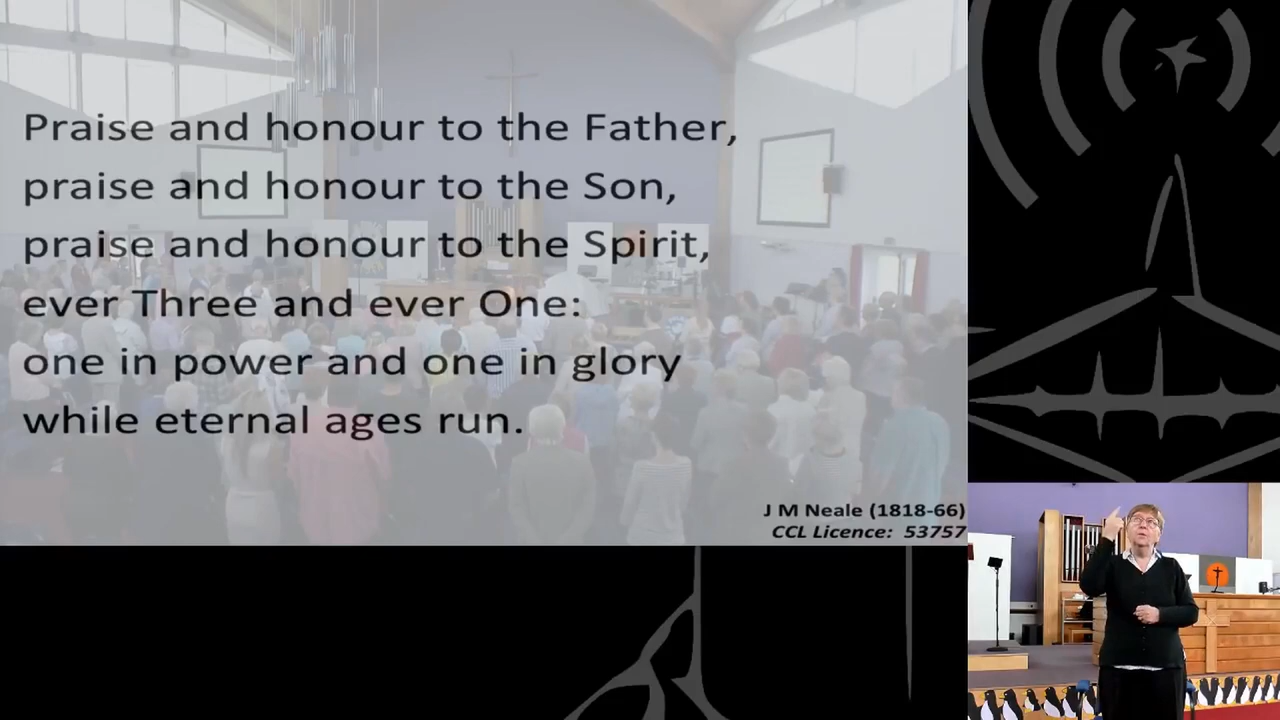 Praise and honour to the Father,
praise and honour to the Son,
praise and honour to the Spirit,
ever Three and ever One:
one in power and one in glory
while eternal ages run.
J M Neale (1818-66)
CCL Licence: 53757